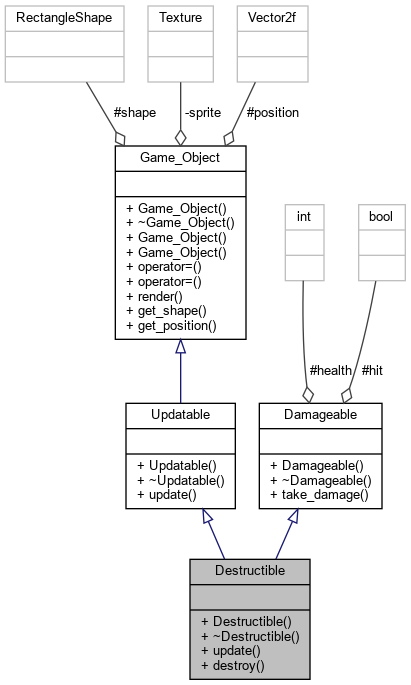 RectangleShape
Texture
Vector2f
#shape
-sprite
#position
Game_Object
+ Game_Object()
+ ~Game_Object()
+ Game_Object()
+ Game_Object()
+ operator=()
+ operator=()
+ render()
+ get_shape()
+ get_position()
int
bool
#health
#hit
Updatable
+ Updatable()
+ ~Updatable()
+ update()
Damageable
+ Damageable()
+ ~Damageable()
+ take_damage()
Destructible
+ Destructible()
+ ~Destructible()
+ update()
+ destroy()